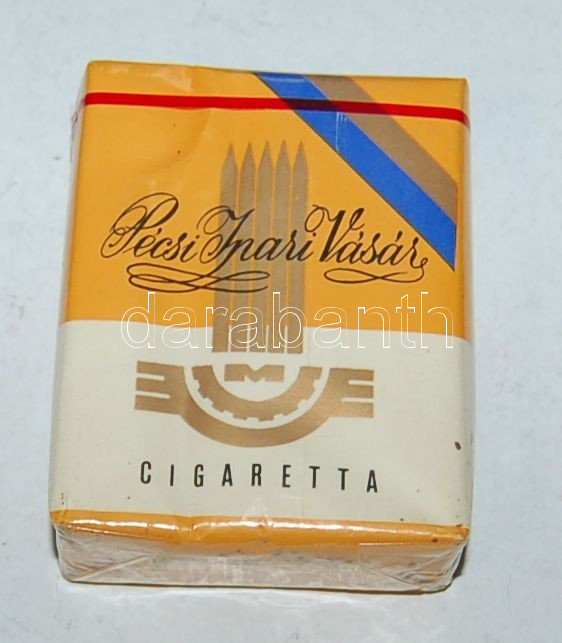 Pécsi Ipari Vásár
darabanth
M
CIGARETTA